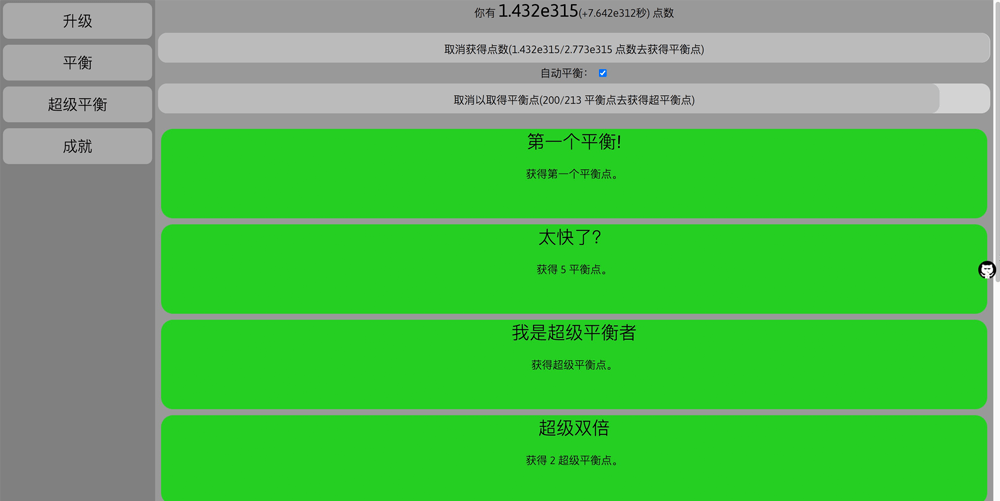 升级
平衡
超级平衡
成就
你有 1.432e315(+7.642e312秒) 点数
取消获得点数(1.432e315/2.773e315 点数去获得平衡点)
自动平衡：
取消以取得平衡点(200/213 平衡点去获得超平衡点)
第一个平衡!
获得第一个平衡点。
太快了?
获得 5 平衡点。
我是超级平衡者
获得超级平衡点。
超级双倍
获得 2 超级平衡点。